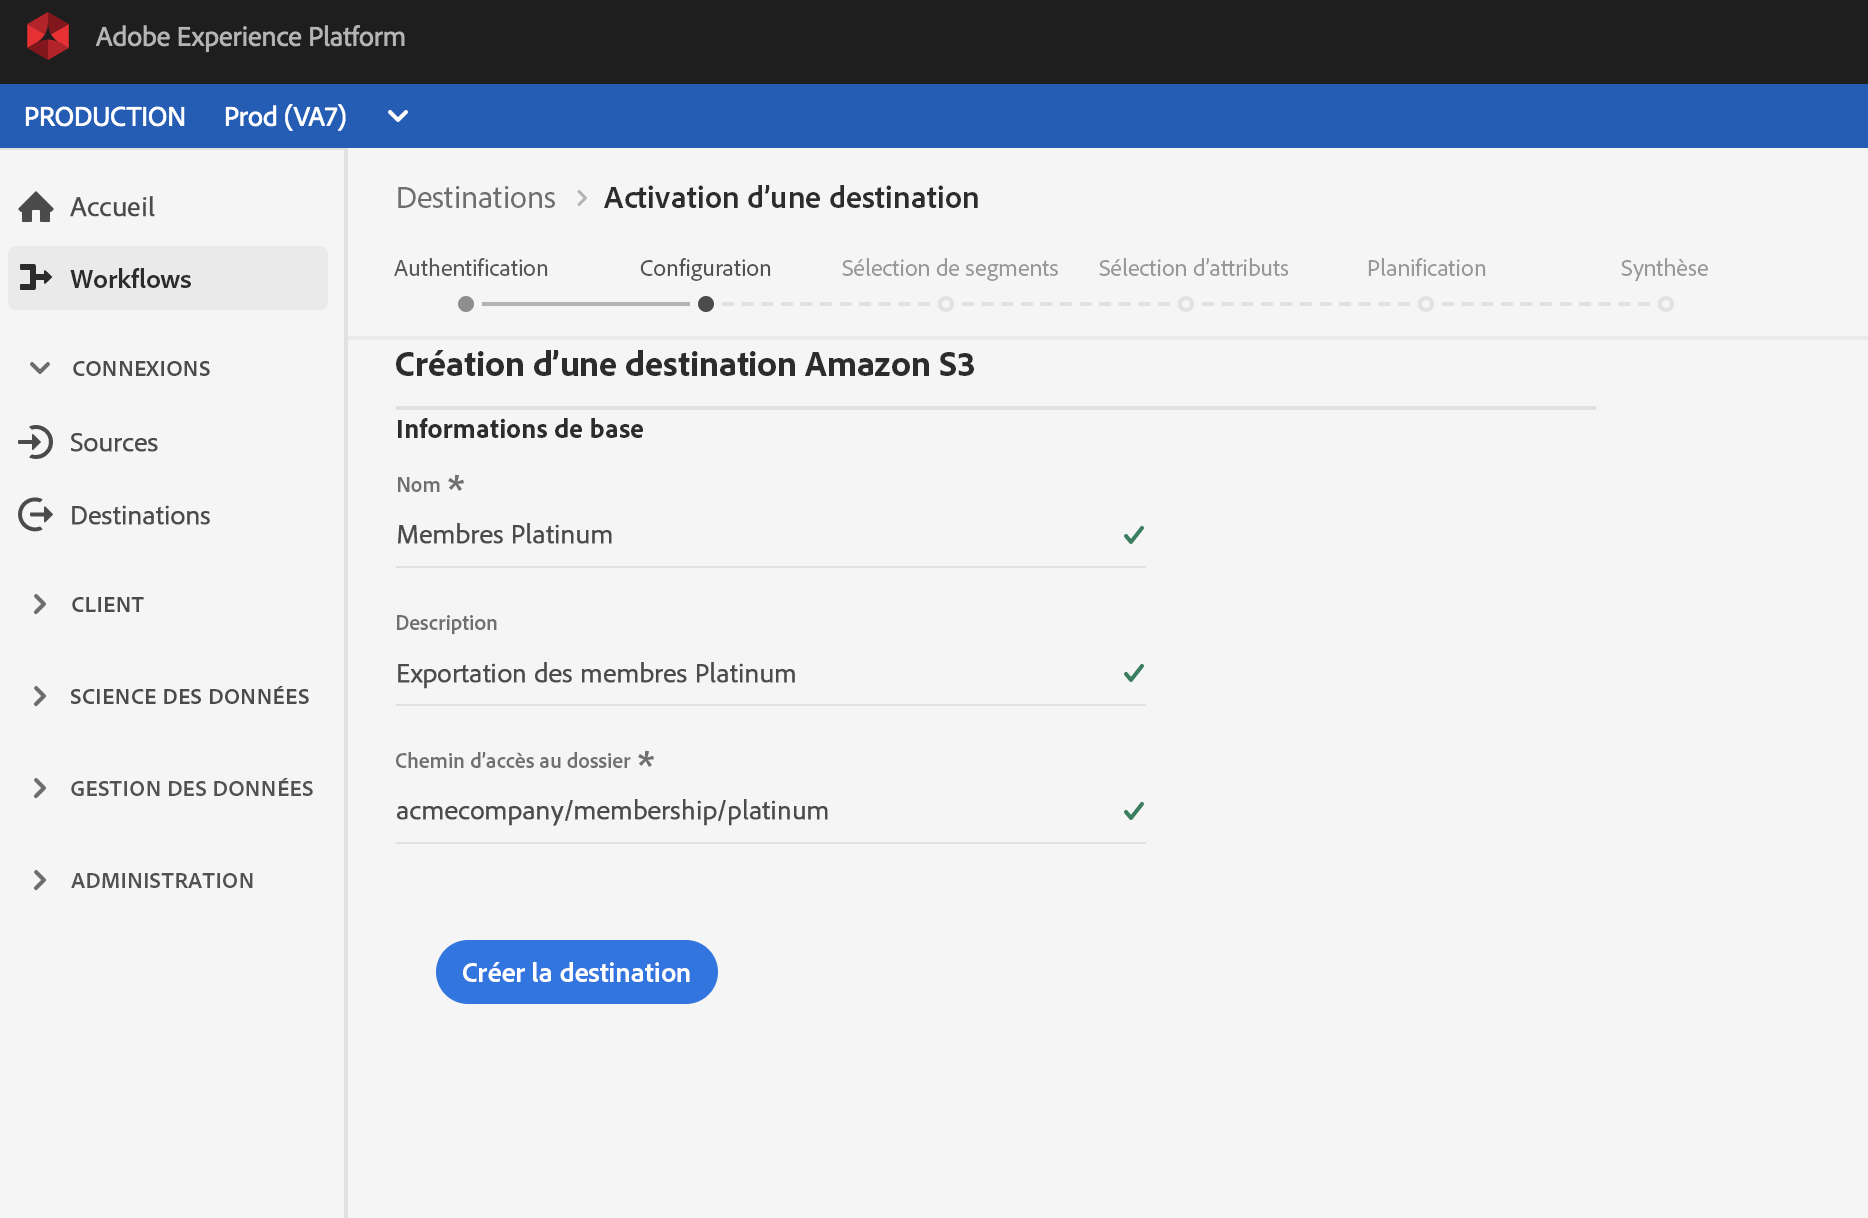 Adobe Experience Platform
PRODUCTION Prod (VA7)
Accueil
Workflows
CONNEXIONS
Sources
Destinations
CLIENT
SCIENCE DES DONNÉES
GESTION DES DONNÉES
ADMINISTRATION
Destinations > Activation d’une destination
Authentification Configuration Sélection de segments Sélection d’attributs Planification Synthèse
Création d’une destination Amazon S3
Informations de base
Nom *
Membres Platinum
Description
Exportation des membres Platinum
Chemin d’accès au dossier *
acmecompany/membership/platinum
Créer la destination